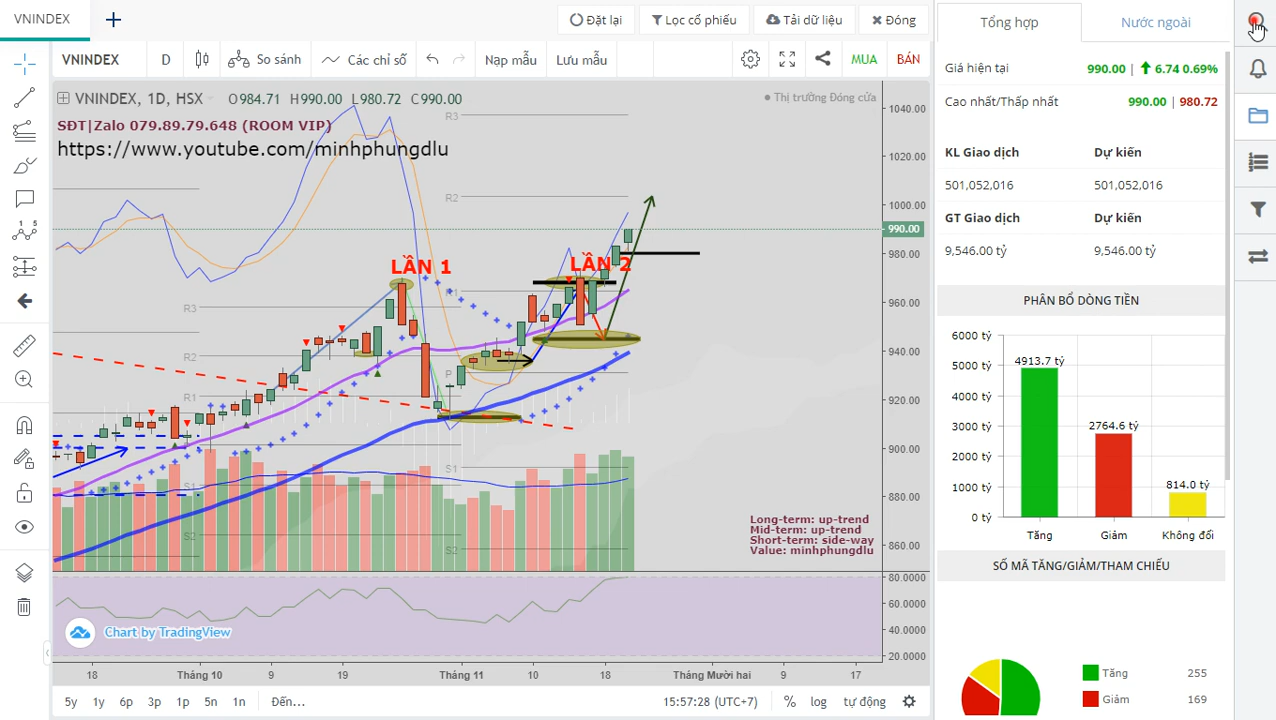 VNINDEX
Đặt lại
Lọc cổ phiếu
Tải dữ liệu
Đóng
VNINDEX
D
So sánh
Các chỉ số
Nạp mẫu
Lưu mẫu
MUA
BÁN
VNINDEX, 1D, HSX O984.71 H990.00 L980.72 C990.00
Thị trường Đóng cửa
SĐT|Zalo 079.89.79.648 (ROOM VIP)
https://www.youtube.com/minhphungdlu
R3
R2
LẦN 1
LẦN 2
R1
R3
R2
P
R1
S1
S1
S2
S2
Long-term: up-trend
Mid-term: up-trend
Short-term: side-way
Value: minhphungdlu
1040.00
1020.00
1000.00
990.00
980.00
960.00
940.00
920.00
900.00
880.00
860.00
80.0000
60.0000
40.0000
20.0000
Chart by TradingView
18
Tháng 10
9
19
Tháng 11
10
18
Tháng Mười hai
9
17
5y
1y
6p
3p
1p
5n
1n
Đến...
15:57:28 (UTC+7)
%
log
tự động
Tổng hợp
Nước ngoài
Giá hiện tại
990.00 | 6.74 0.69%
Cao nhất/Thấp nhất
990.00 | 980.72
KL Giao dịch
Dự kiến
501,052,016
501,052,016
GT Giao dịch
Dự kiến
9,546.00 tỷ
9,546.00 tỷ
PHÂN BỔ DÒNG TIỀN
6000 tỷ
5000 tỷ
4000 tỷ
3000 tỷ
2000 tỷ
1000 tỷ
0 tỷ
4913.7 tỷ
2764.6 tỷ
814.0 tỷ
Tăng
Giảm
Không đổi
SỐ MÃ TĂNG/GIẢM/THAM CHIẾU
Tăng 255
Giảm 169